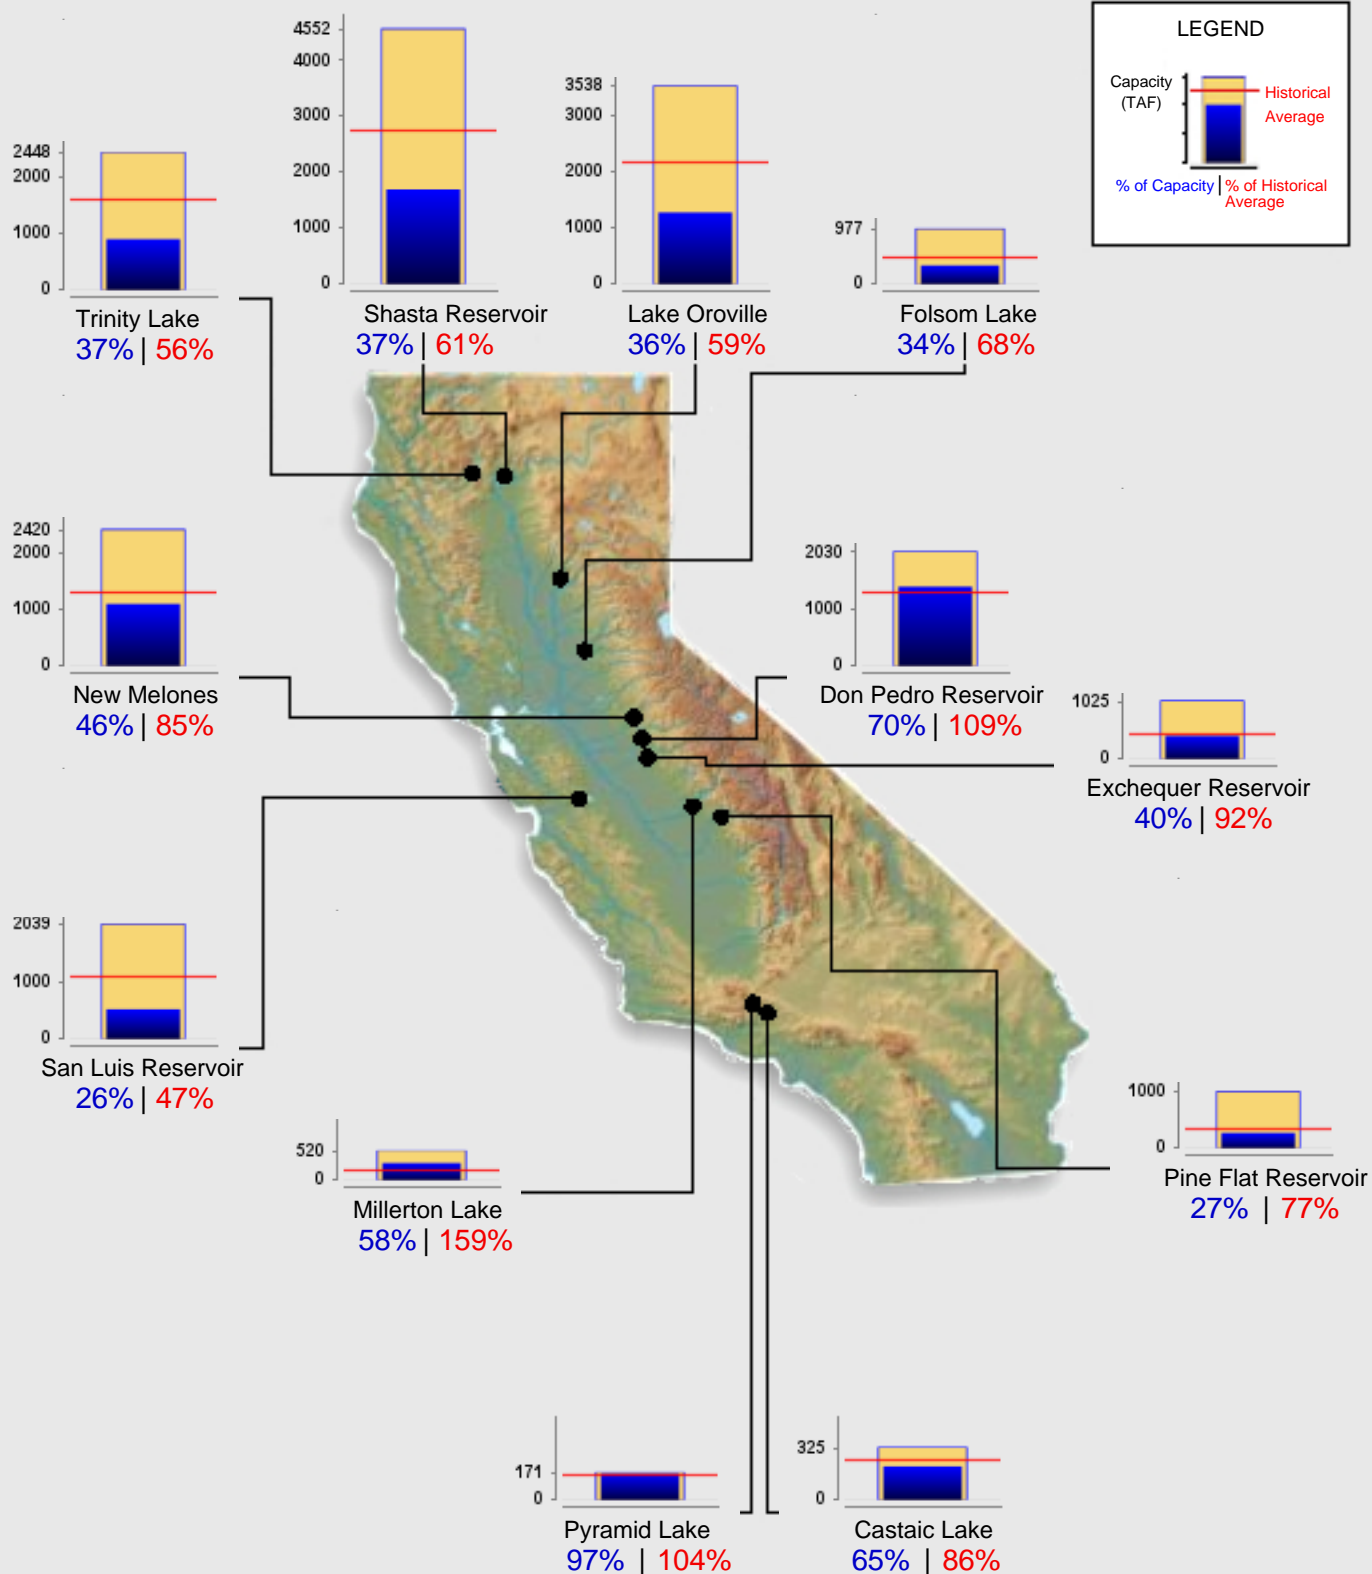 LEGEND
Capacity
(TAF)
Historical
Average
% of Capacity | % of Historical
Average
4552
4000
3000
2000
1000
0
Shasta Reservoir
37% | 61%
3538
3000
2000
1000
0
Lake Oroville
36% | 59%
2448
2000
1000
0
Trinity Lake
37% | 56%
977
0
Folsom Lake
34% | 68%
2420
2000
1000
0
New Melones
46% | 85%
2030
1000
0
Don Pedro Reservoir
70% | 109%
1025
0
Exchequer Reservoir
40% | 92%
2039
1000
0
San Luis Reservoir
26% | 47%
520
0
Millerton Lake
58% | 159%
1000
0
Pine Flat Reservoir
27% | 77%
171
0
Pyramid Lake
97% | 104%
325
0
Castaic Lake
65% | 86%